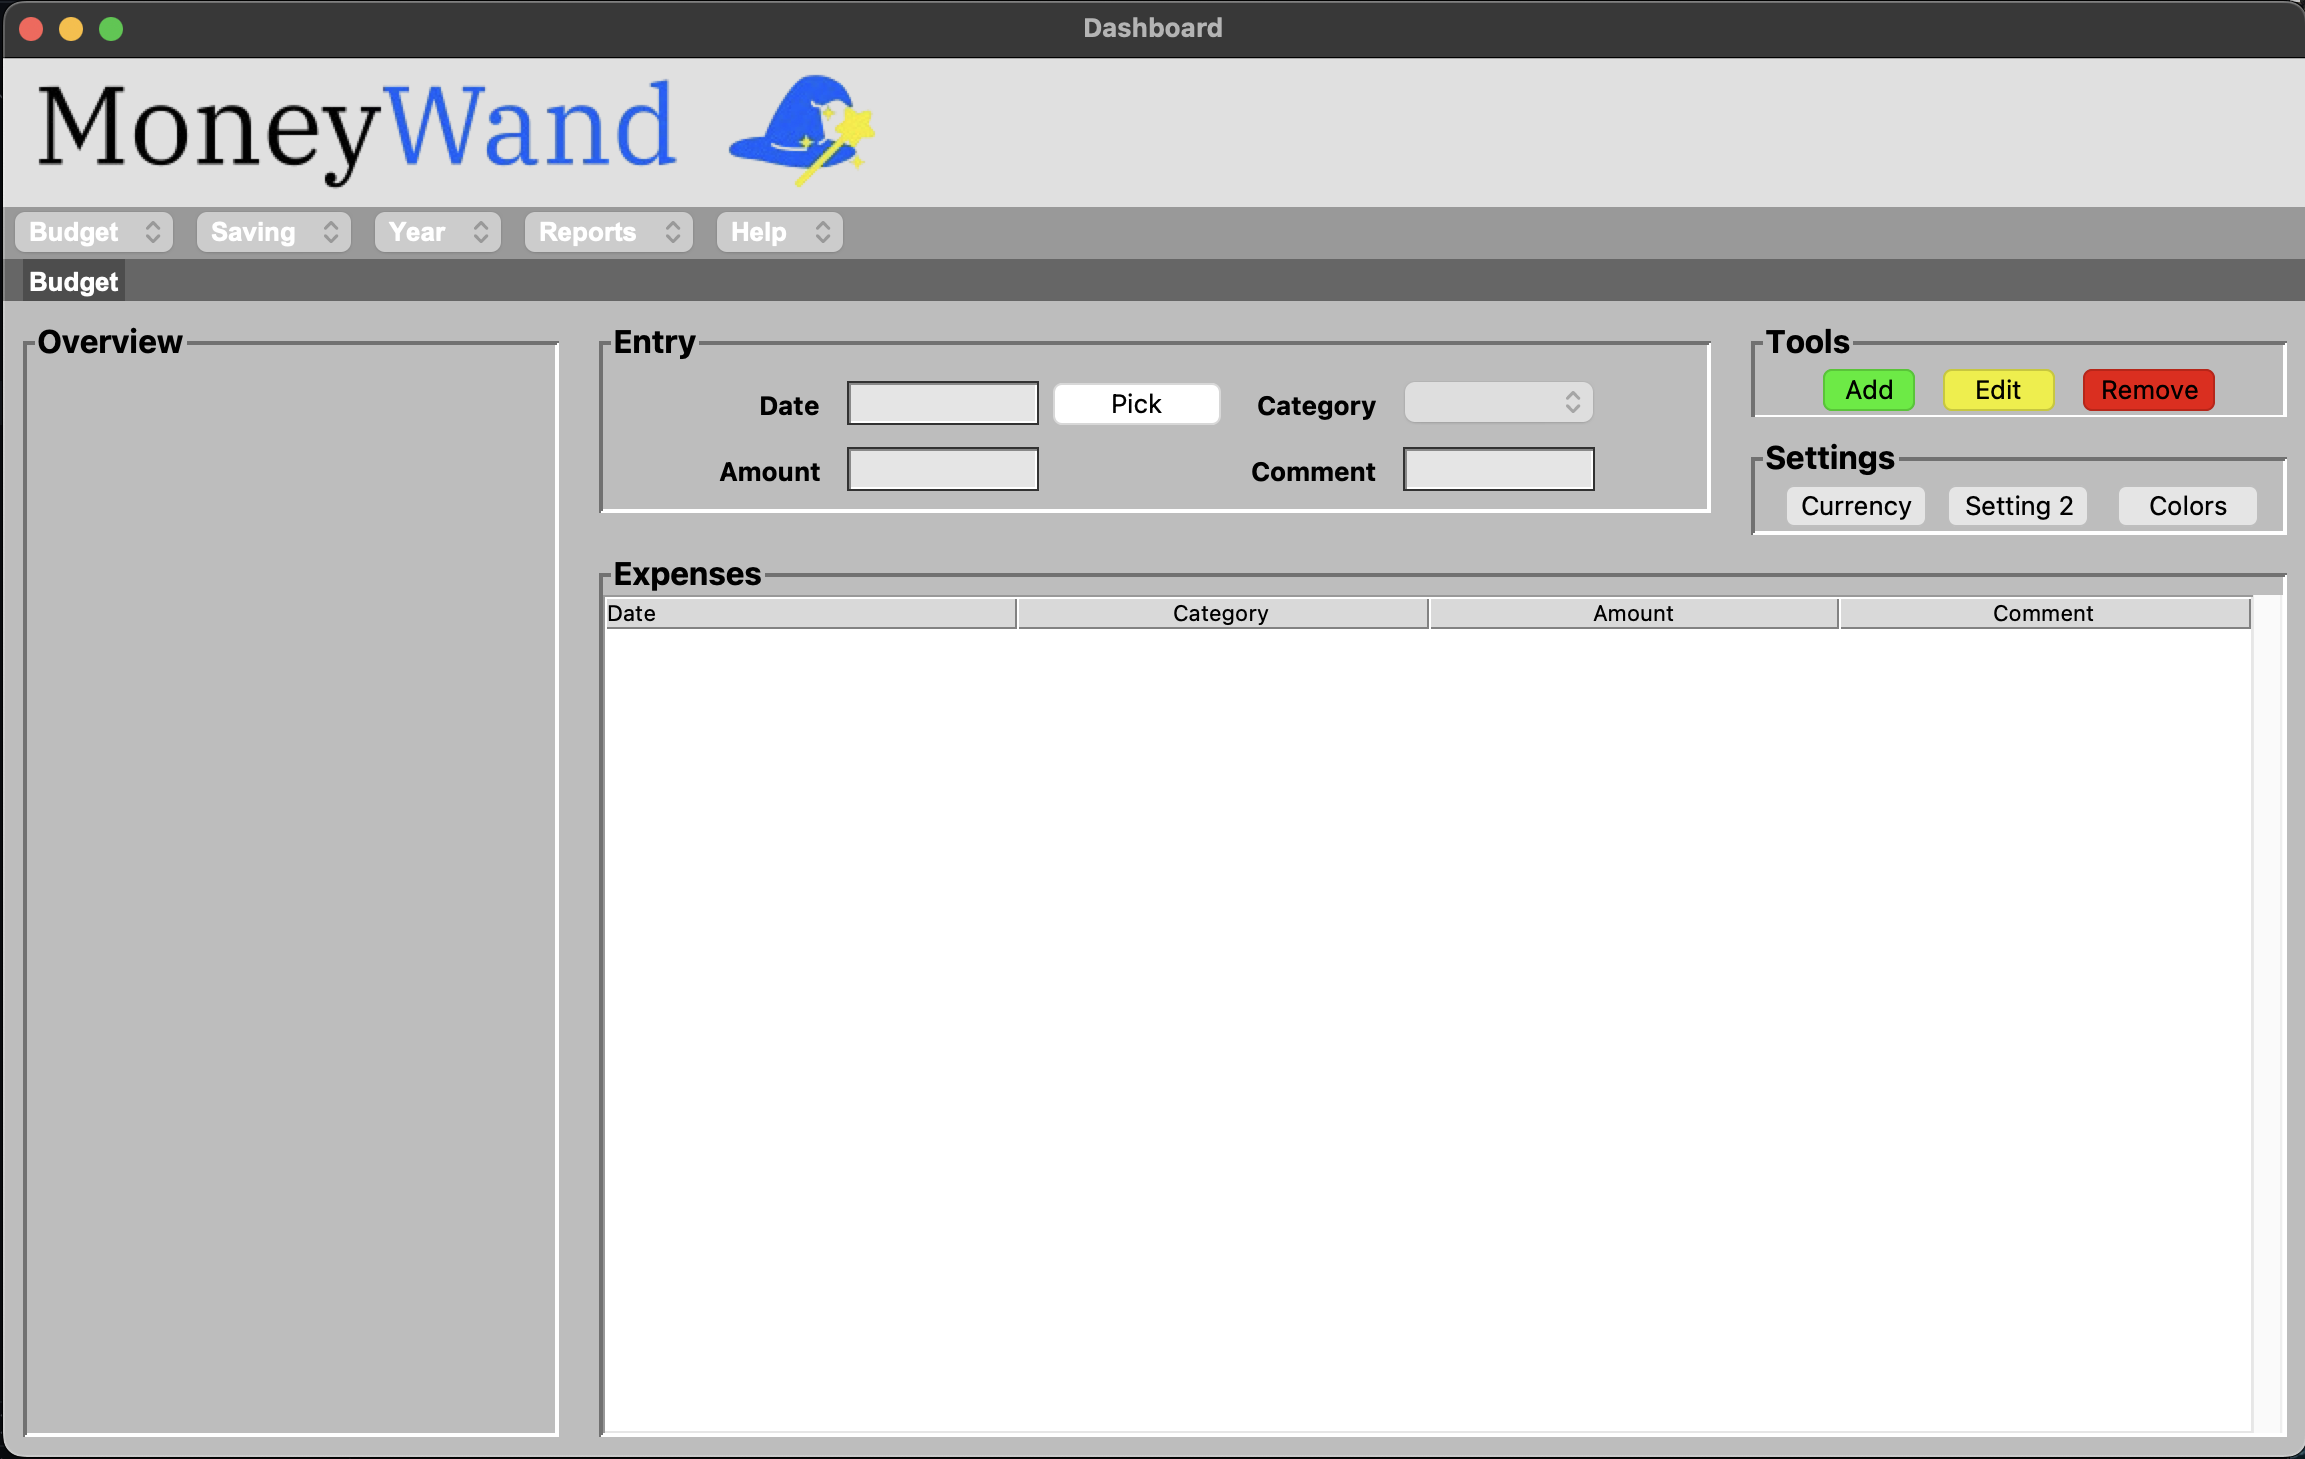 Dashboard
MoneyWand
Budget Saving Year Reports Help
Budget
Overview
Entry
Date Pick Category
Amount Comment
Tools
Add Edit Remove
Settings
Currency Setting 2 Colors
Expenses
Date Category Amount Comment